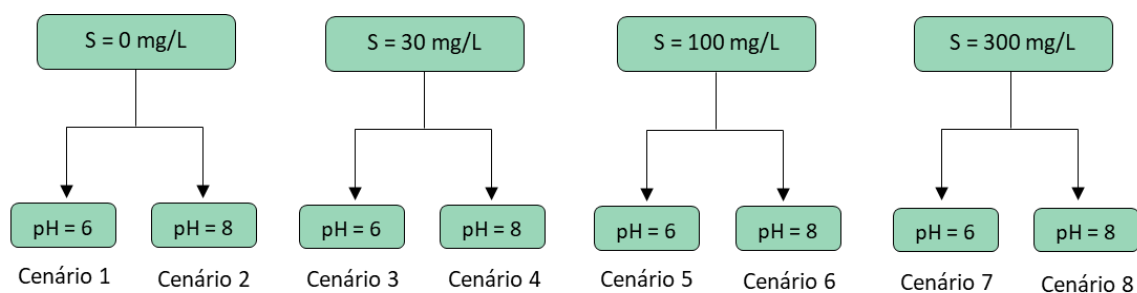 S = 0 mg/L
S = 30 mg/L
S = 100 mg/L
S = 300 mg/L
pH = 6
pH = 8
pH = 6
pH = 8
pH = 6
pH = 8
pH = 6
pH = 8
Cenário 1
Cenário 2
Cenário 3
Cenário 4
Cenário 5
Cenário 6
Cenário 7
Cenário 8